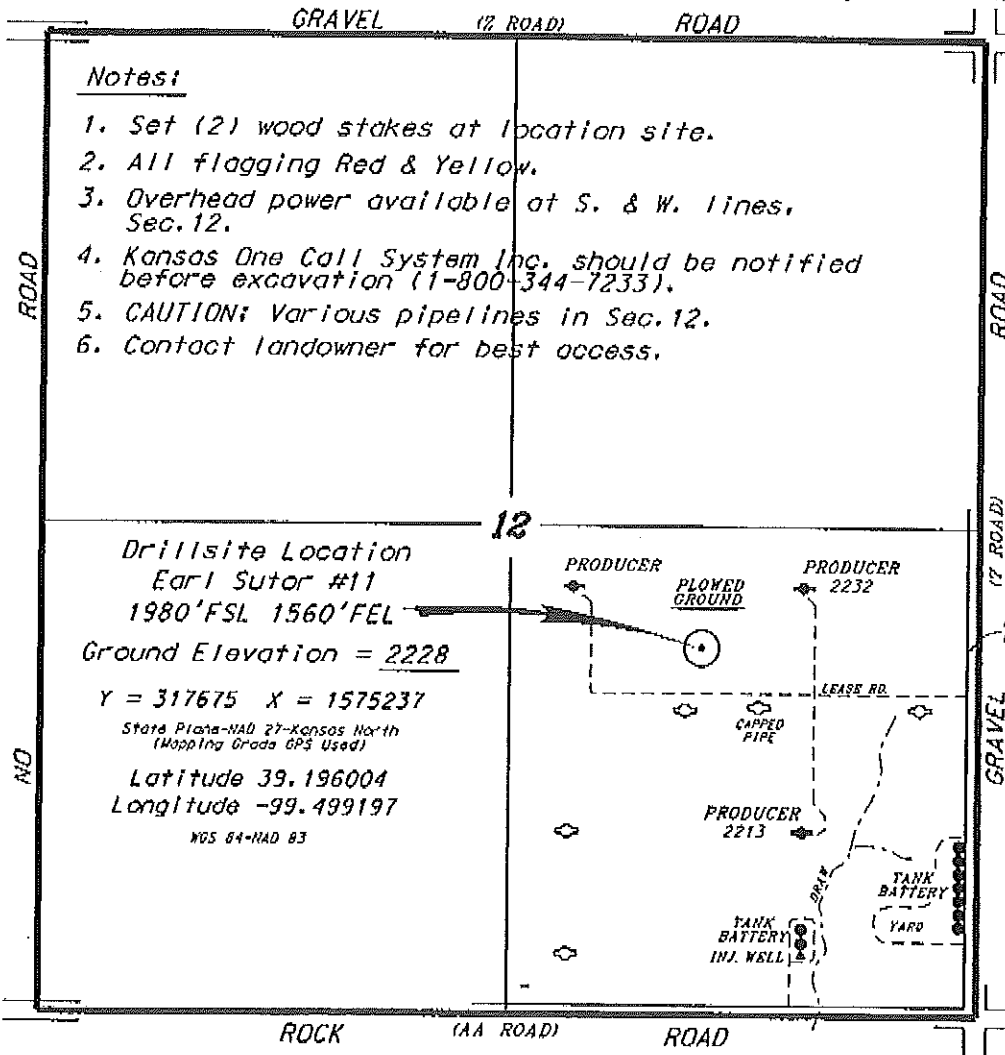 GRAVEL (Z ROAD) ROAD
Notes:
1. Set (2) wood stakes at location site.
2. All flagging Red & Yellow.
3. Overhead power available at S. & W. lines,
Sec. 12.
4. Kansas One Call System Inc. should be notified
before excavation (1-800-344-7233).
5. CAUTION: Various pipelines in Sec. 12.
6. Contact landowner for best access.
ROAD
NO
ROAD
(Z ROAD)
GRAVEL
12
Drillsite Location
Earl Sutor #11
1980'FSL 1560'FEL
Ground Elevation = 2228
Y = 317675 X = 1575237
State Plane-NAD 27-Kansas North
(Mapping Grade GPS Used)
Latitude 39.196004
Longitude -99.499197
WGS 84-NAD 83
PRODUCER
PLOWED
GROUND
PRODUCER
2232
LEASE RD.
CAPPED
PIPE
PRODUCER
2213
DRAW
TANK
BATTERY
YARD
TANK
BATTERY
INJ. WELL
ROCK (AA ROAD) ROAD